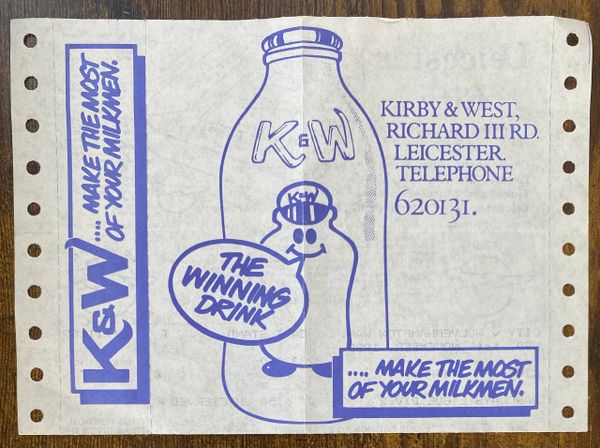 K&W .... MAKE THE MOST
OF YOUR MILKMEN.
K&W
KIRBY & WEST,
RICHARD III RD.
LEICESTER.
TELEPHONE
620131.
K&W
THE
WINNING
DRINK
.... MAKE THE MOST
OF YOUR MILKMEN.